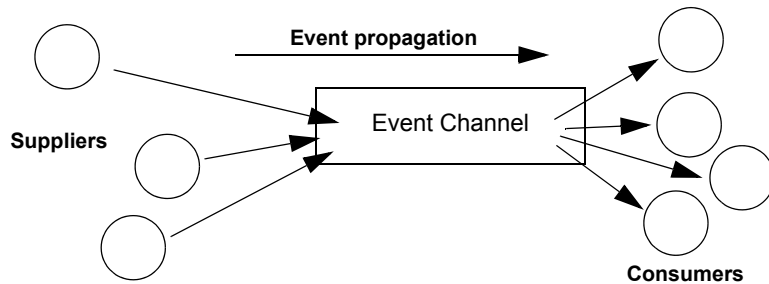 Event propagation
Event Channel
Suppliers
Consumers